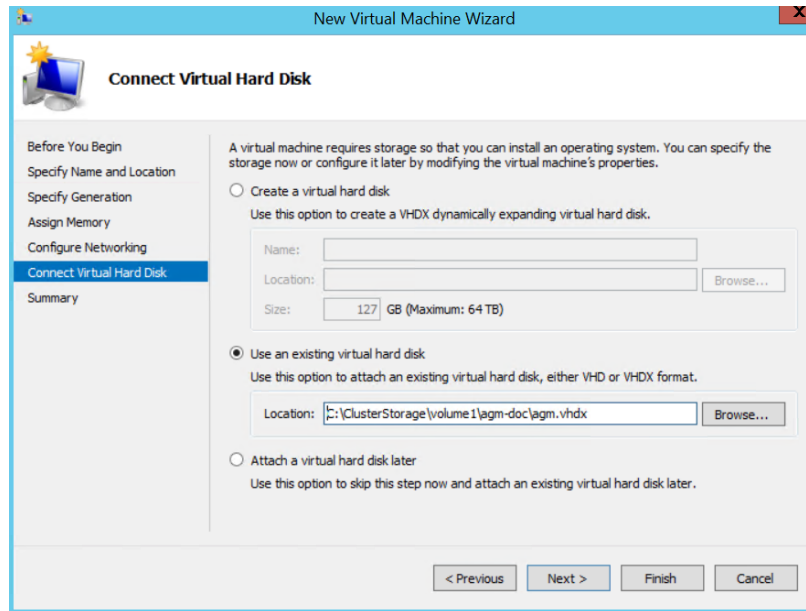 New Virtual Machine Wizard
X
Connect Virtual Hard Disk
Before You Begin
Specify Name and Location
Specify Generation
Assign Memory
Configure Networking
Connect Virtual Hard Disk
Summary
A virtual machine requires storage so that you can install an operating system. You can specify the
storage now or configure it later by modifying the virtual machine's properties.
Create a virtual hard disk
Use this option to create a VHDX dynamically expanding virtual hard disk.
Name:
Location:
Browse...
Size: 127 GB (Maximum: 64 TB)
Use an existing virtual hard disk
Use this option to attach an existing virtual hard disk, either VHD or VHDX format.
Location: C:\ClusterStorage\volume1\agm-doc\agm.vhdx Browse...
Attach a virtual hard disk later
Use this option to skip this step now and attach an existing virtual hard disk later.
< Previous Next > Finish Cancel